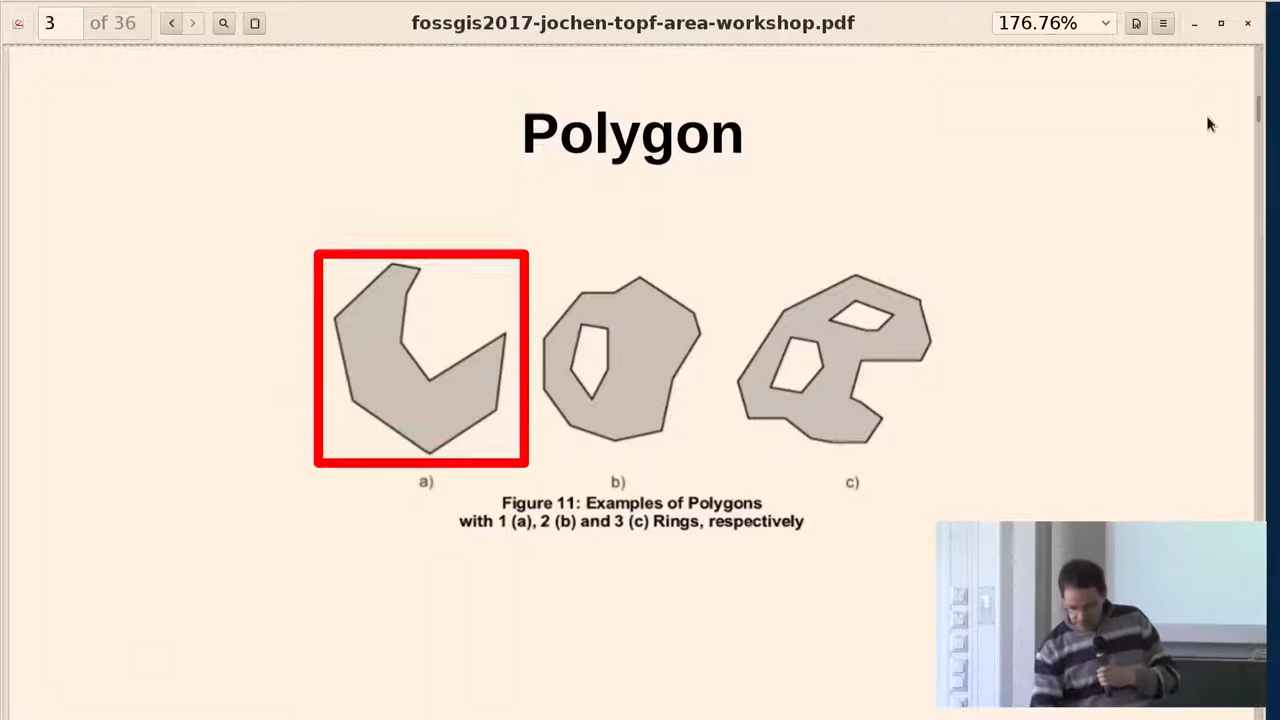 3 of 36
fossgis2017-jochen-topf-area-workshop.pdf
176.76%
Polygon
a) b) c)
Figure 11: Examples of Polygons
with 1 (a), 2 (b) and 3 (c) Rings, respectively